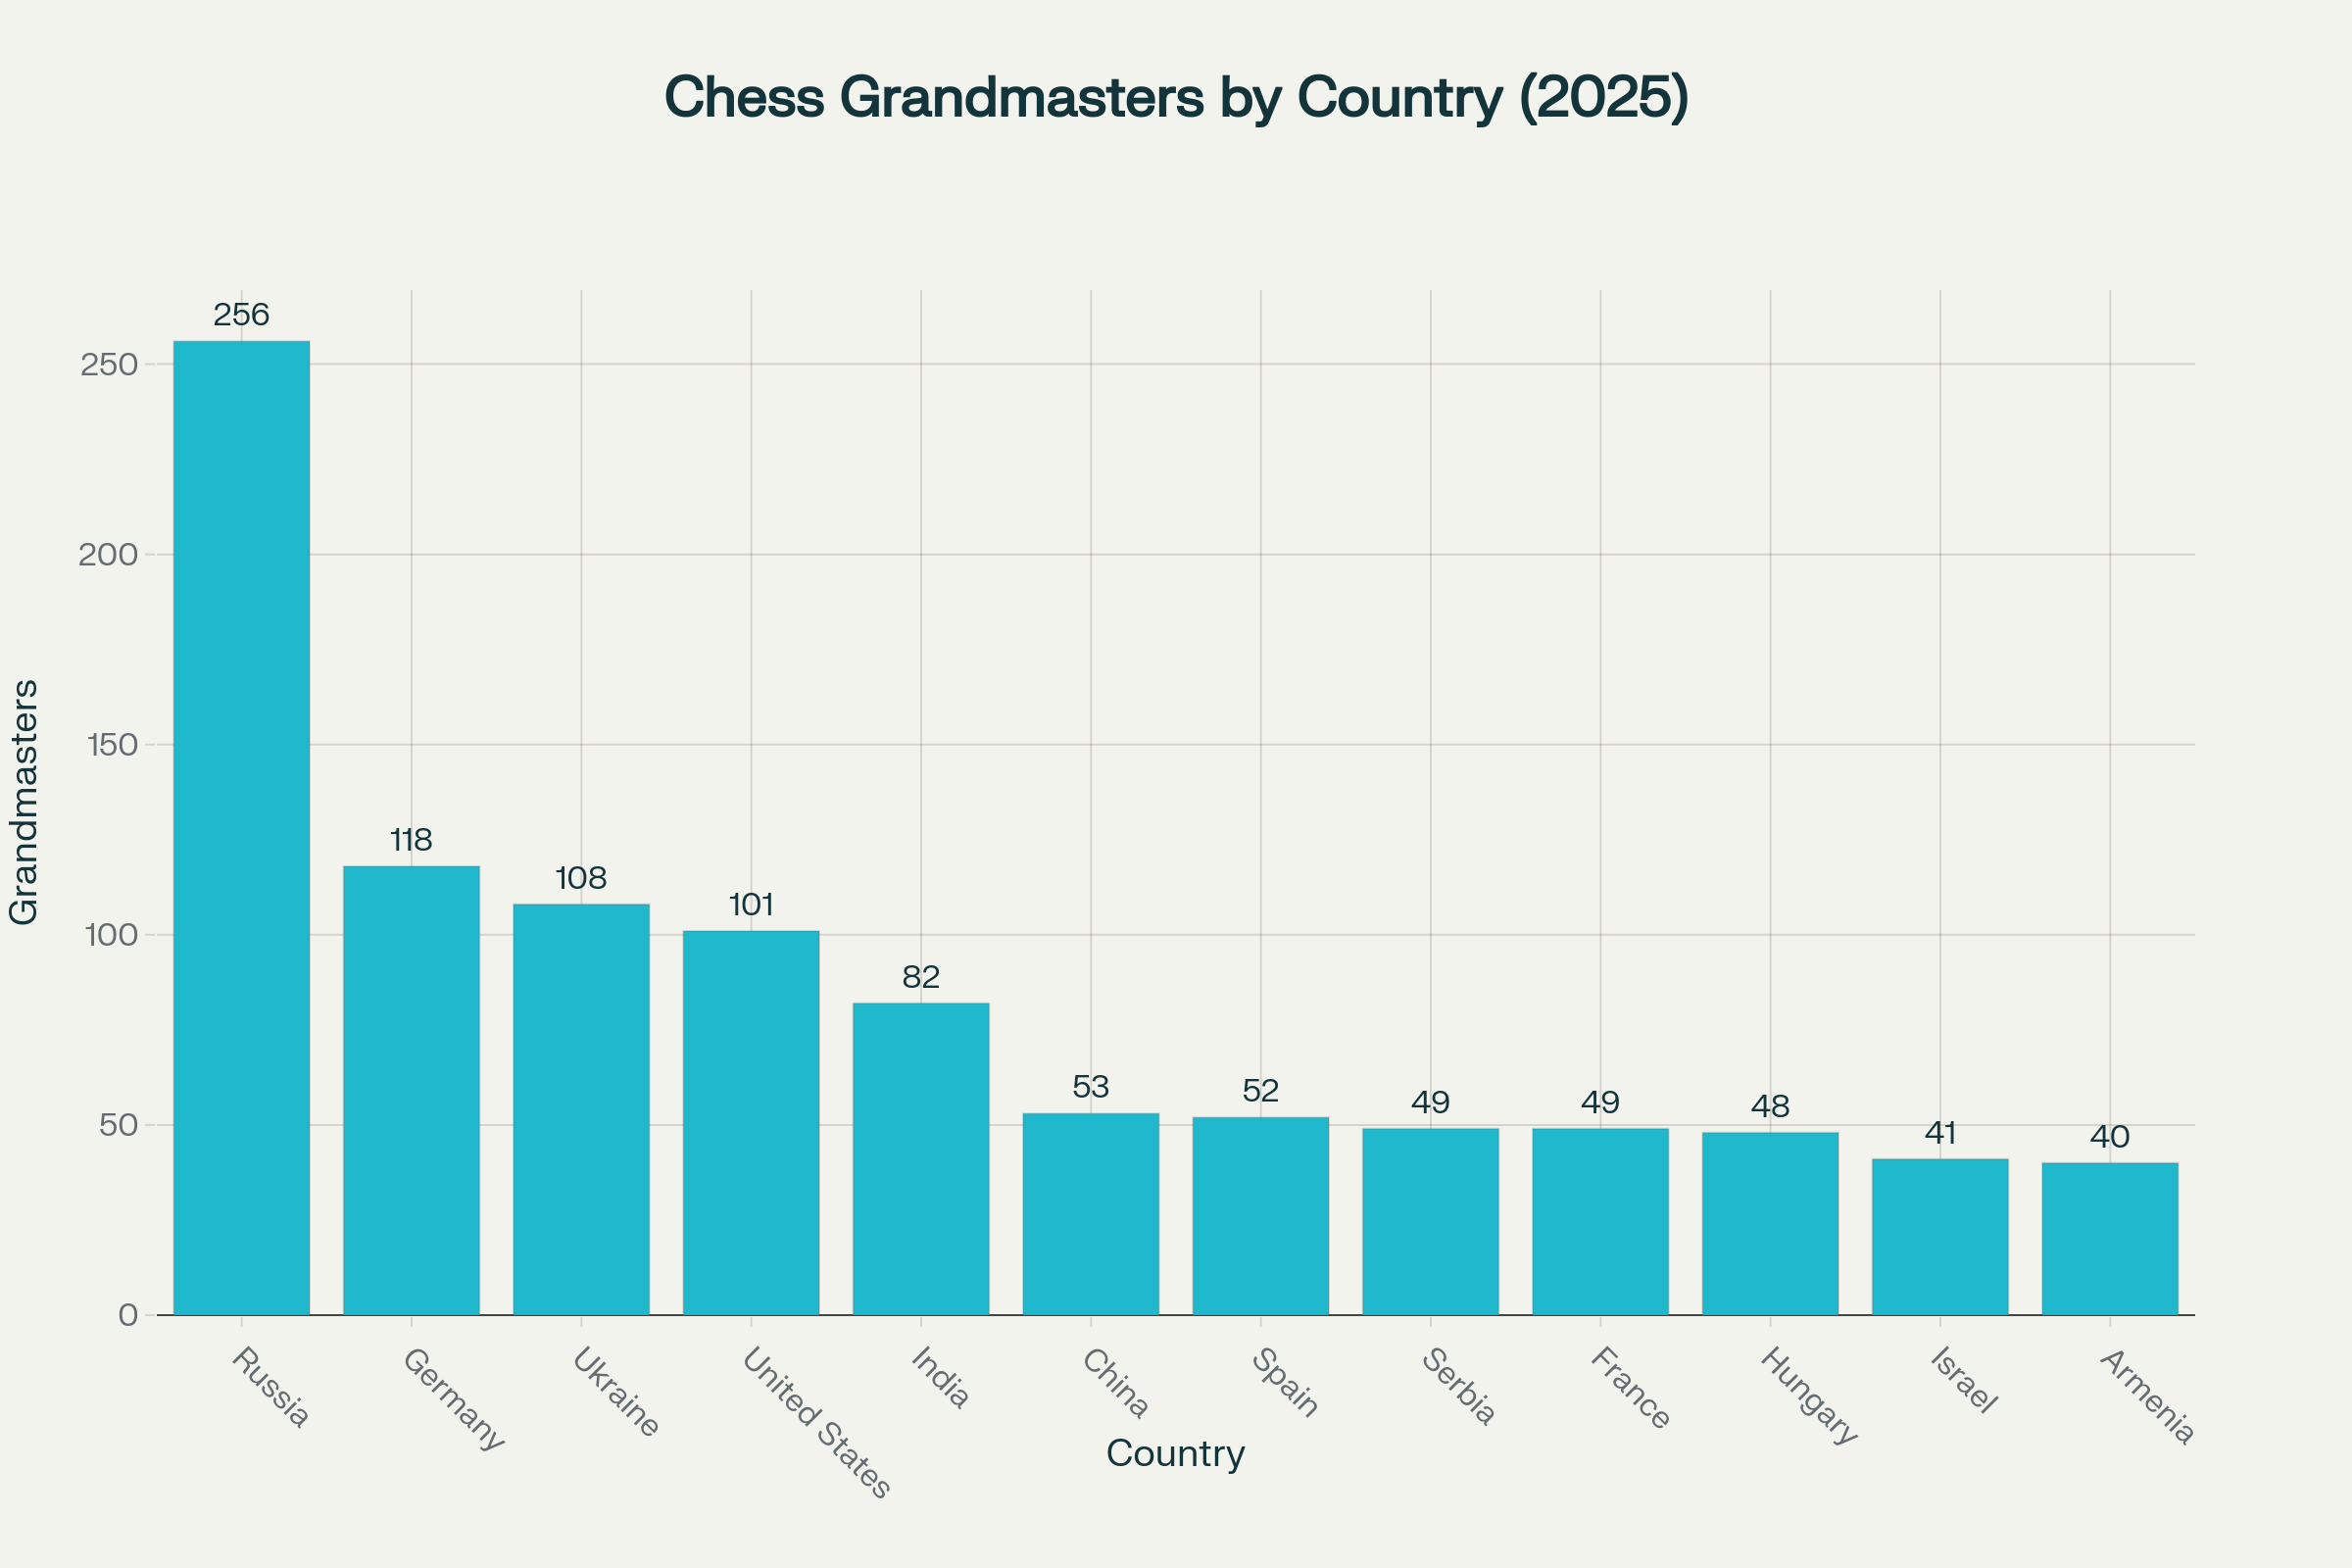 Chess Grandmasters by Country (2025)
Grandmasters
250
200
150
100
50
0
256
118
108
101
82
53
52
49
49
48
41
40
Russia
Germany
Ukraine
United States
India
China
Spain
Serbia
France
Hungary
Israel
Armenia
Country